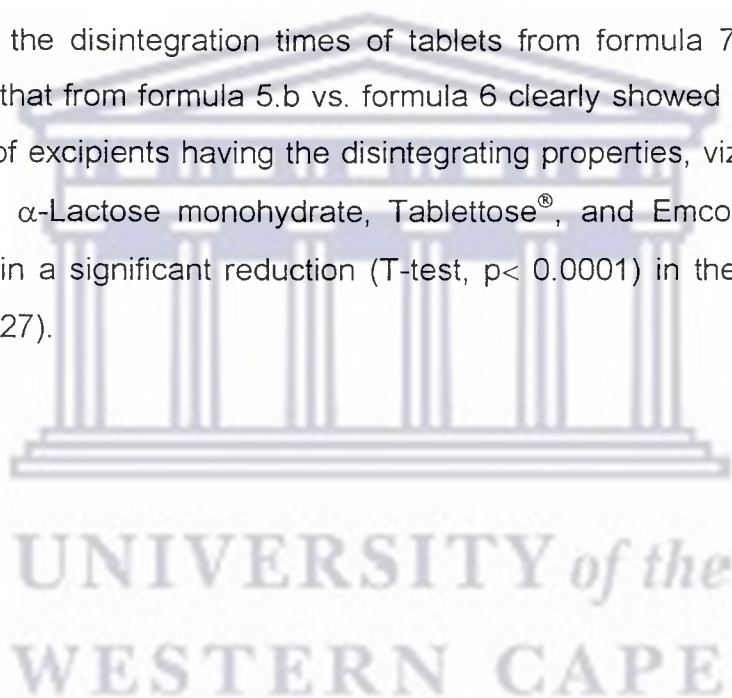 the disintegration times of tablets from formula 7
that from formula 5.b vs. formula 6 clearly showed
of excipients having the disintegrating properties, viz
α-Lactose monohydrate, Tablettose®, and Emco
in a significant reduction (T-test, p< 0.0001) in the
27).
UNIVERSITY of the
WESTERN CAPE